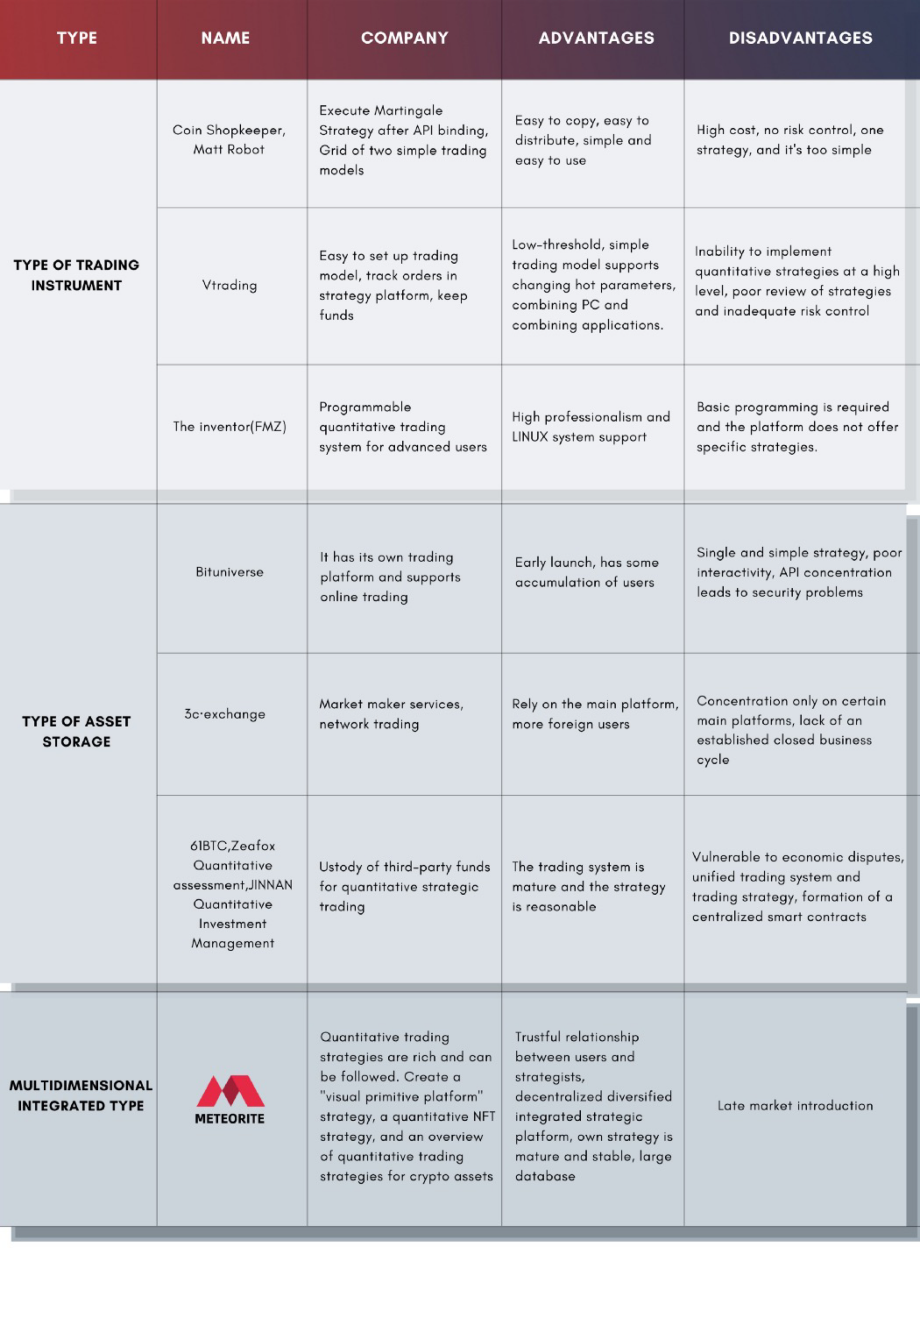 TYPE
NAME
COMPANY
ADVANTAGES
DISADVANTAGES
TYPE OF TRADING
INSTRUMENT
Coin Shopkeeper,
Matt Robot
Execute Martingale
Strategy after API binding,
Grid of two simple trading
models
Easy to copy, easy to
distribute, simple and
easy to use
High cost, no risk control, one
strategy, and it's too simple
Vtrading
Easy to set up trading
model, track orders in
strategy platform, keep
funds
Low-threshold, simple
trading model supports
changing hot parameters,
combining PC and
combining applications.
Inability to implement
quantitative strategies at a high
level, poor review of strategies
and inadequate risk control
The inventor(FMZ)
Programmable
quantitative trading
system for advanced users
High professionalism and
LINUX system support
Basic programming is required
and the platform does not offer
specific strategies.
TYPE OF ASSET
STORAGE
Bituniverse
It has its own trading
platform and supports
online trading
Early launch, has some
accumulation of users
Single and simple strategy, poor
interactivity, API concentration
leads to security problems
3c·exchange
Market maker services,
network trading
Rely on the main platform,
more foreign users
Concentration only on certain
main platforms, lack of an
established closed business
cycle
61BTC,Zeafox
Quantitative
assessment,JINNAN
Quantitative
Investment
Management
Ustody of third-party funds
for quantitative strategic
trading
The trading system is
mature and the strategy
is reasonable
Vulnerable to economic disputes,
unified trading system and
trading strategy, formation of a
centralized smart contracts
MULTIDIMENSIONAL
INTEGRATED TYPE
METEORITE
Quantitative trading
strategies are rich and can
be followed. Create a
"visual primitive platform"
strategy, a quantitative NFT
strategy, and an overview
of quantitative trading
strategies for crypto assets
Trustful relationship
between users and
strategists,
decentralized diversified
integrated strategic
platform, own strategy is
mature and stable, large
database
Late market introduction